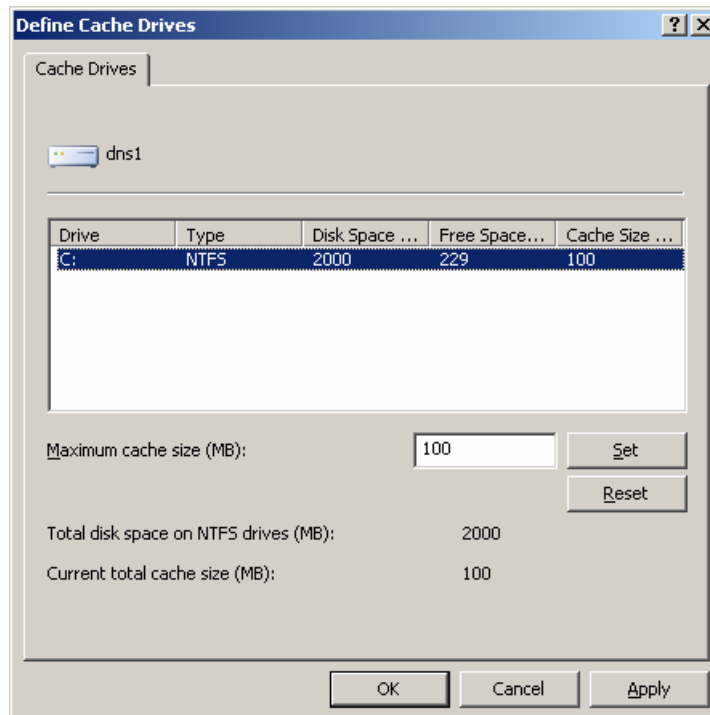 Define Cache Drives
Cache Drives
dns1
Drive Type Disk Space ... Free Space... Cache Size ...
C: NTFS 2000 229 100
Maximum cache size (MB): 100 Set
Reset
Total disk space on NTFS drives (MB): 2000
Current total cache size (MB): 100
OK Cancel Apply